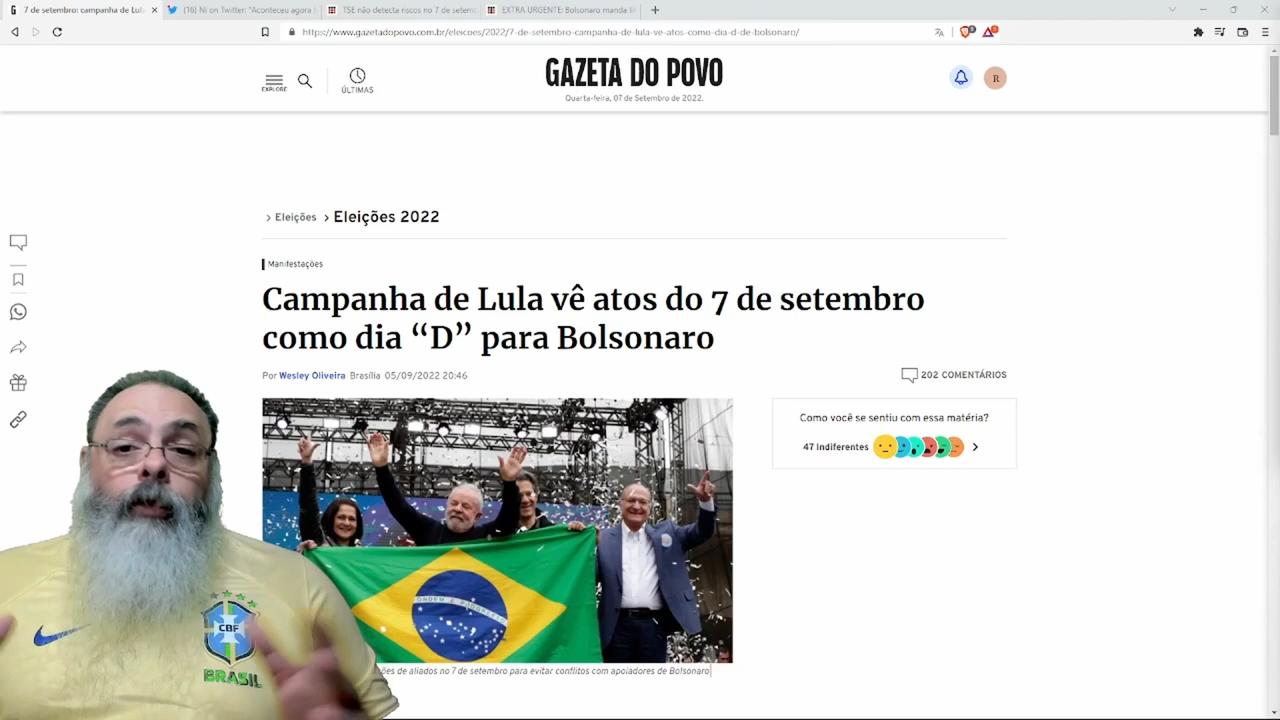 7 de setembro: campanha de Lula
(16) Ni on Twitter: "Aconteceu agora
TSE não detecta riscos no 7 de setem
EXTRA URGENTE: Bolsonaro manda
https://www.gazetadopovo.com.br/eleicoes/2022/7-de-setembro-campanha-de-lula-ve-atos-como-dia-d-de-bolsonaro/
EXPLORE
ÚLTIMAS
GAZETA DO POVO
Quarta-feira, 07 de Setembro de 2022.
R
> Eleições > Eleições 2022
Manifestações
Campanha de Lula vê atos do 7 de setembro
como dia “D” para Bolsonaro
Por Wesley Oliveira Brasília 05/09/2022 20:46
202 COMENTÁRIOS
Como você se sentiu com essa matéria?
47 Indiferentes
ORDEM E PROGRESSO
de aliados no 7 de setembro para evitar conflitos com apoiadores de Bolsonaro
CBF
BRASIL